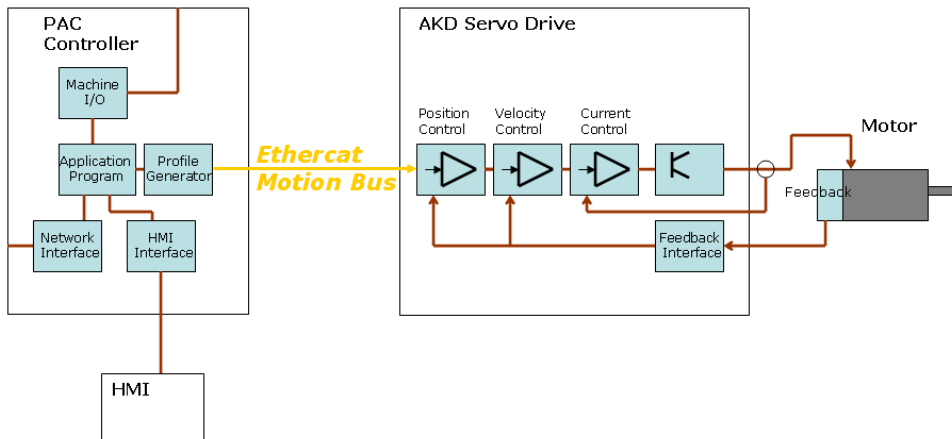 PAC
Controller
Machine
I/O
Application
Program
Profile
Generator
Network
Interface
HMI
Interface
HMI
Ethercat
Motion Bus
AKD Servo Drive
Position
Control
Velocity
Control
Current
Control
Feedback
Interface
Motor
Feedback